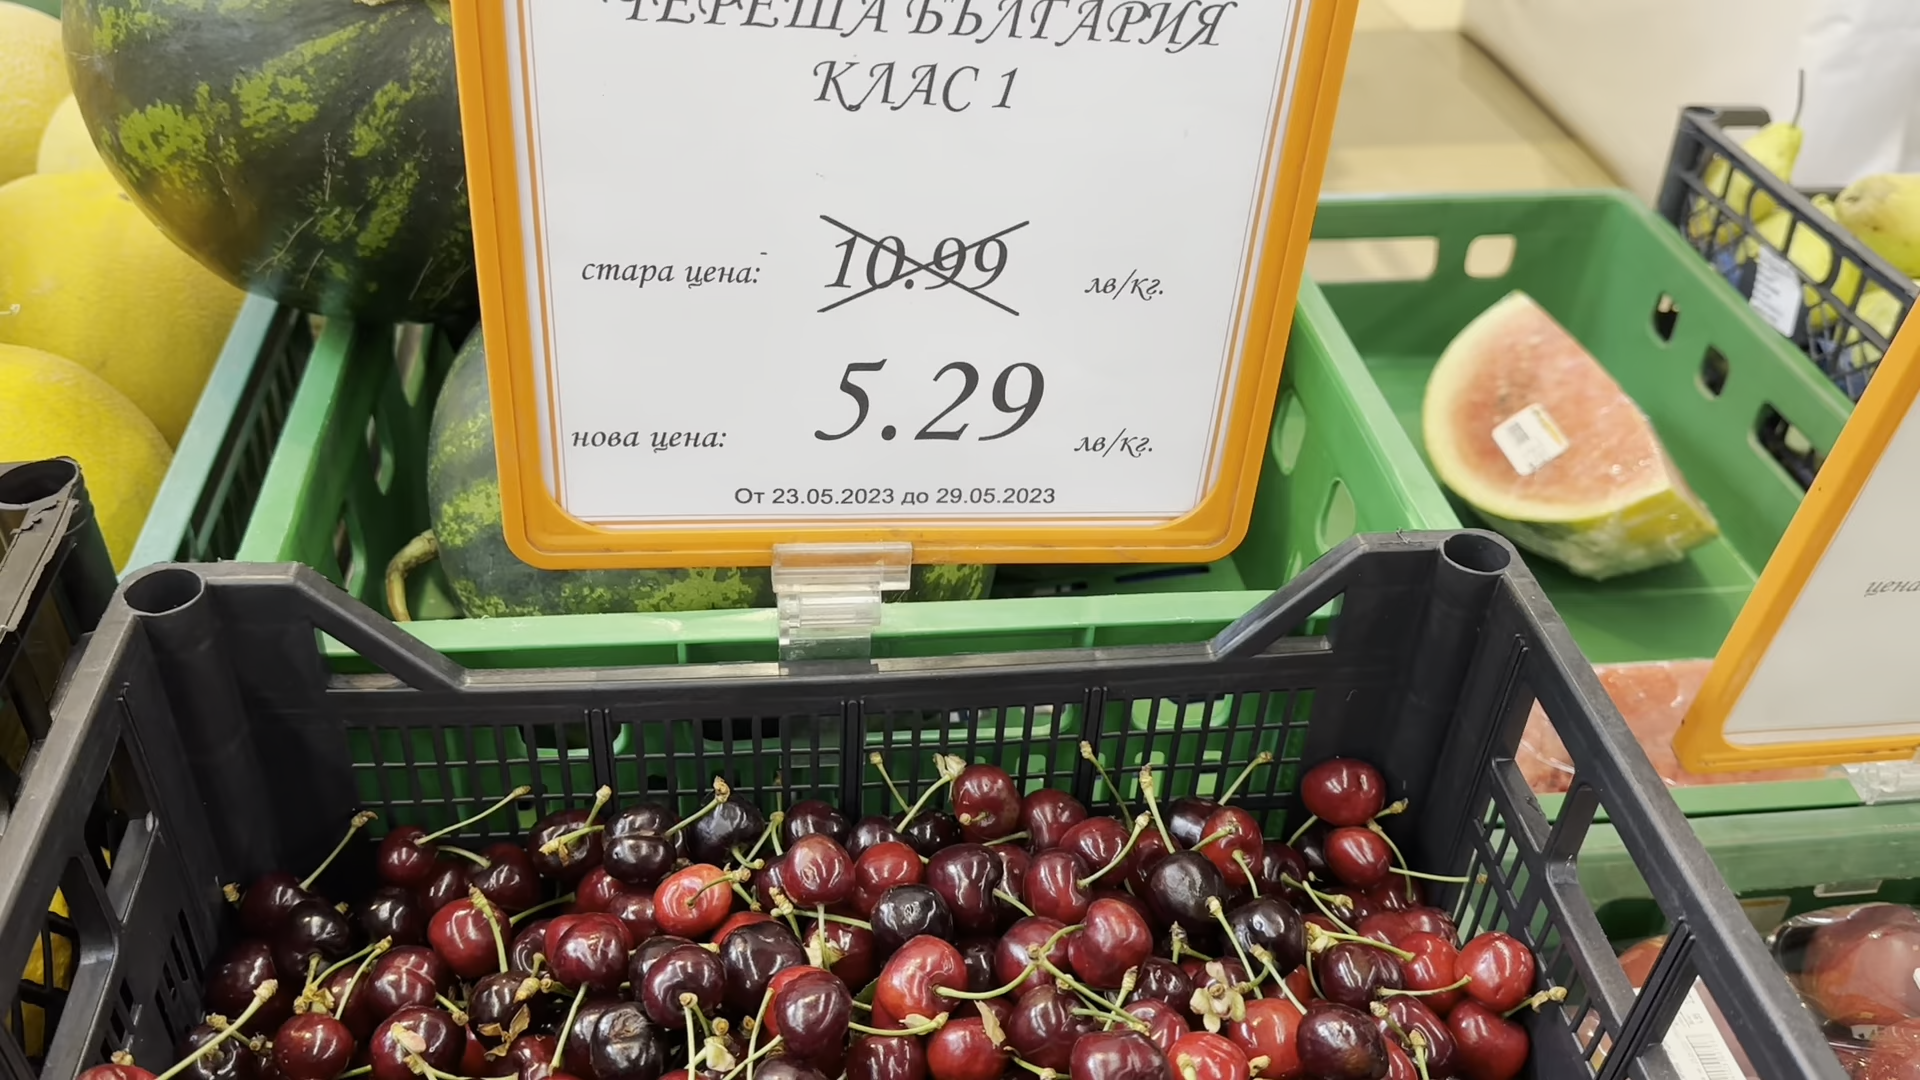 ЧЕРЕША БЪЛГАРИЯ
КЛАС 1
стара цена: 10.99 лв/кг.
нова цена: 5.29 лв/кг.
От 23.05.2023 до 29.05.2023
цена